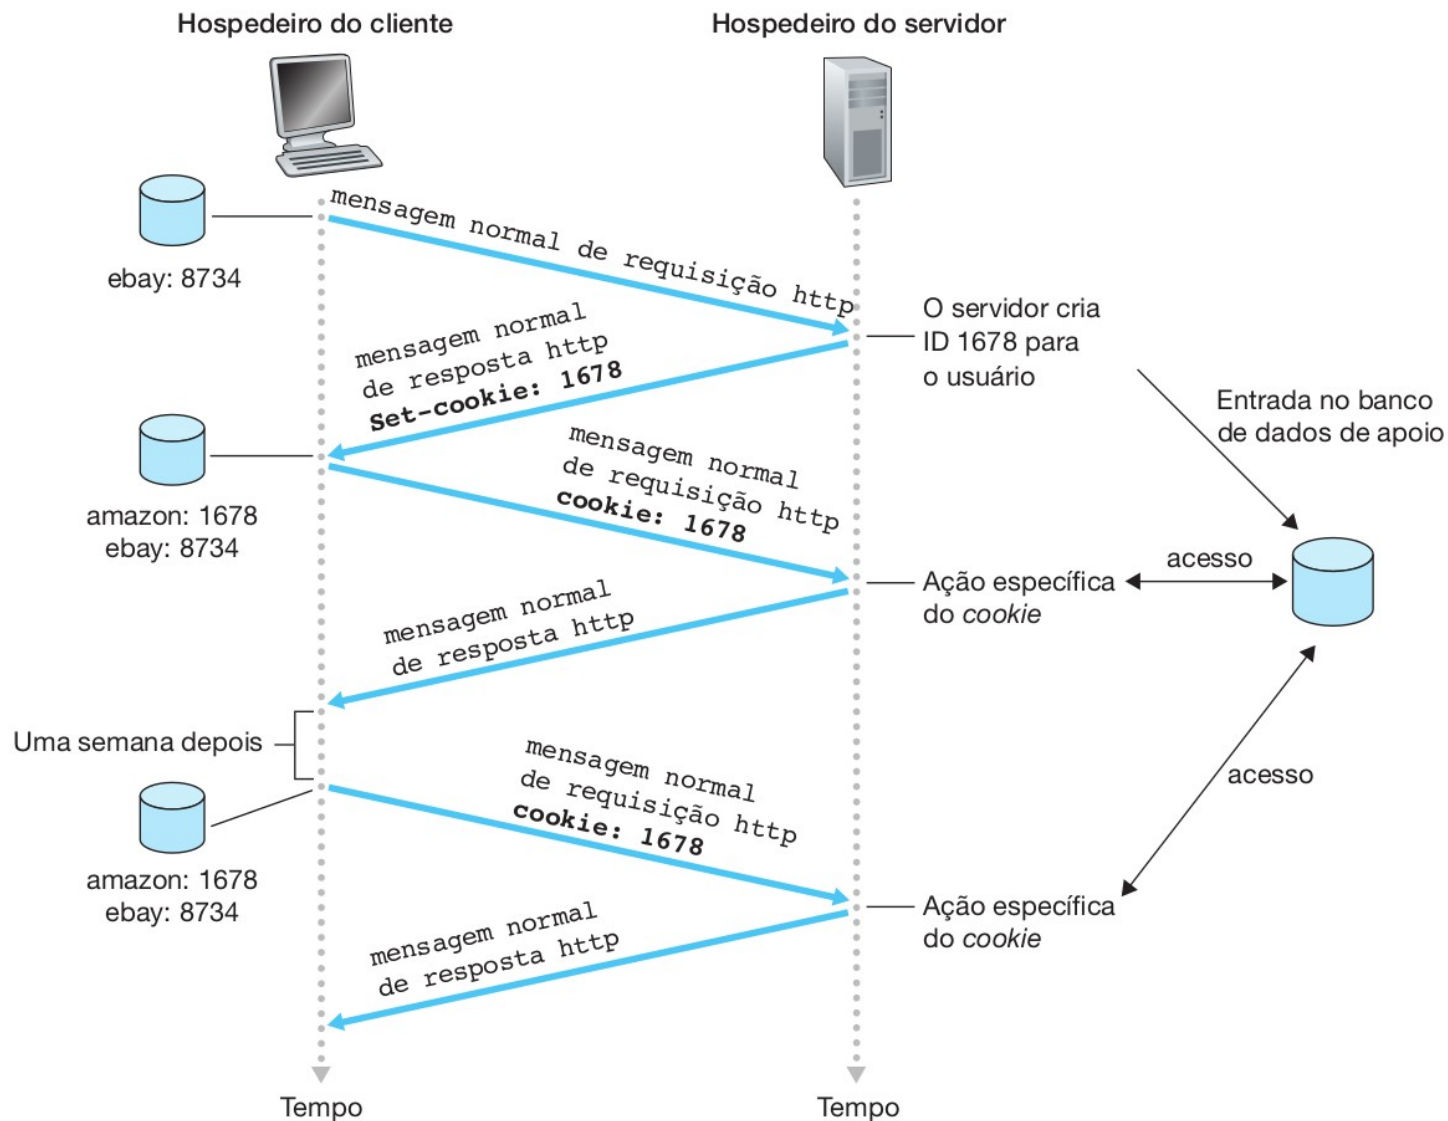 Hospedeiro do cliente
Hospedeiro do servidor
ebay: 8734
mensagem normal de requisição http
O servidor cria
ID 1678 para
o usuário
mensagem normal
de resposta http
Set-cookie: 1678
Entrada no banco
de dados de apoio
amazon: 1678
ebay: 8734
mensagem normal
de requisição http
cookie: 1678
acesso
Ação específica
do cookie
mensagem normal
de resposta http
Uma semana depois
acesso
amazon: 1678
ebay: 8734
mensagem normal
de requisição http
cookie: 1678
Ação específica
do cookie
mensagem normal
de resposta http
Tempo
Tempo